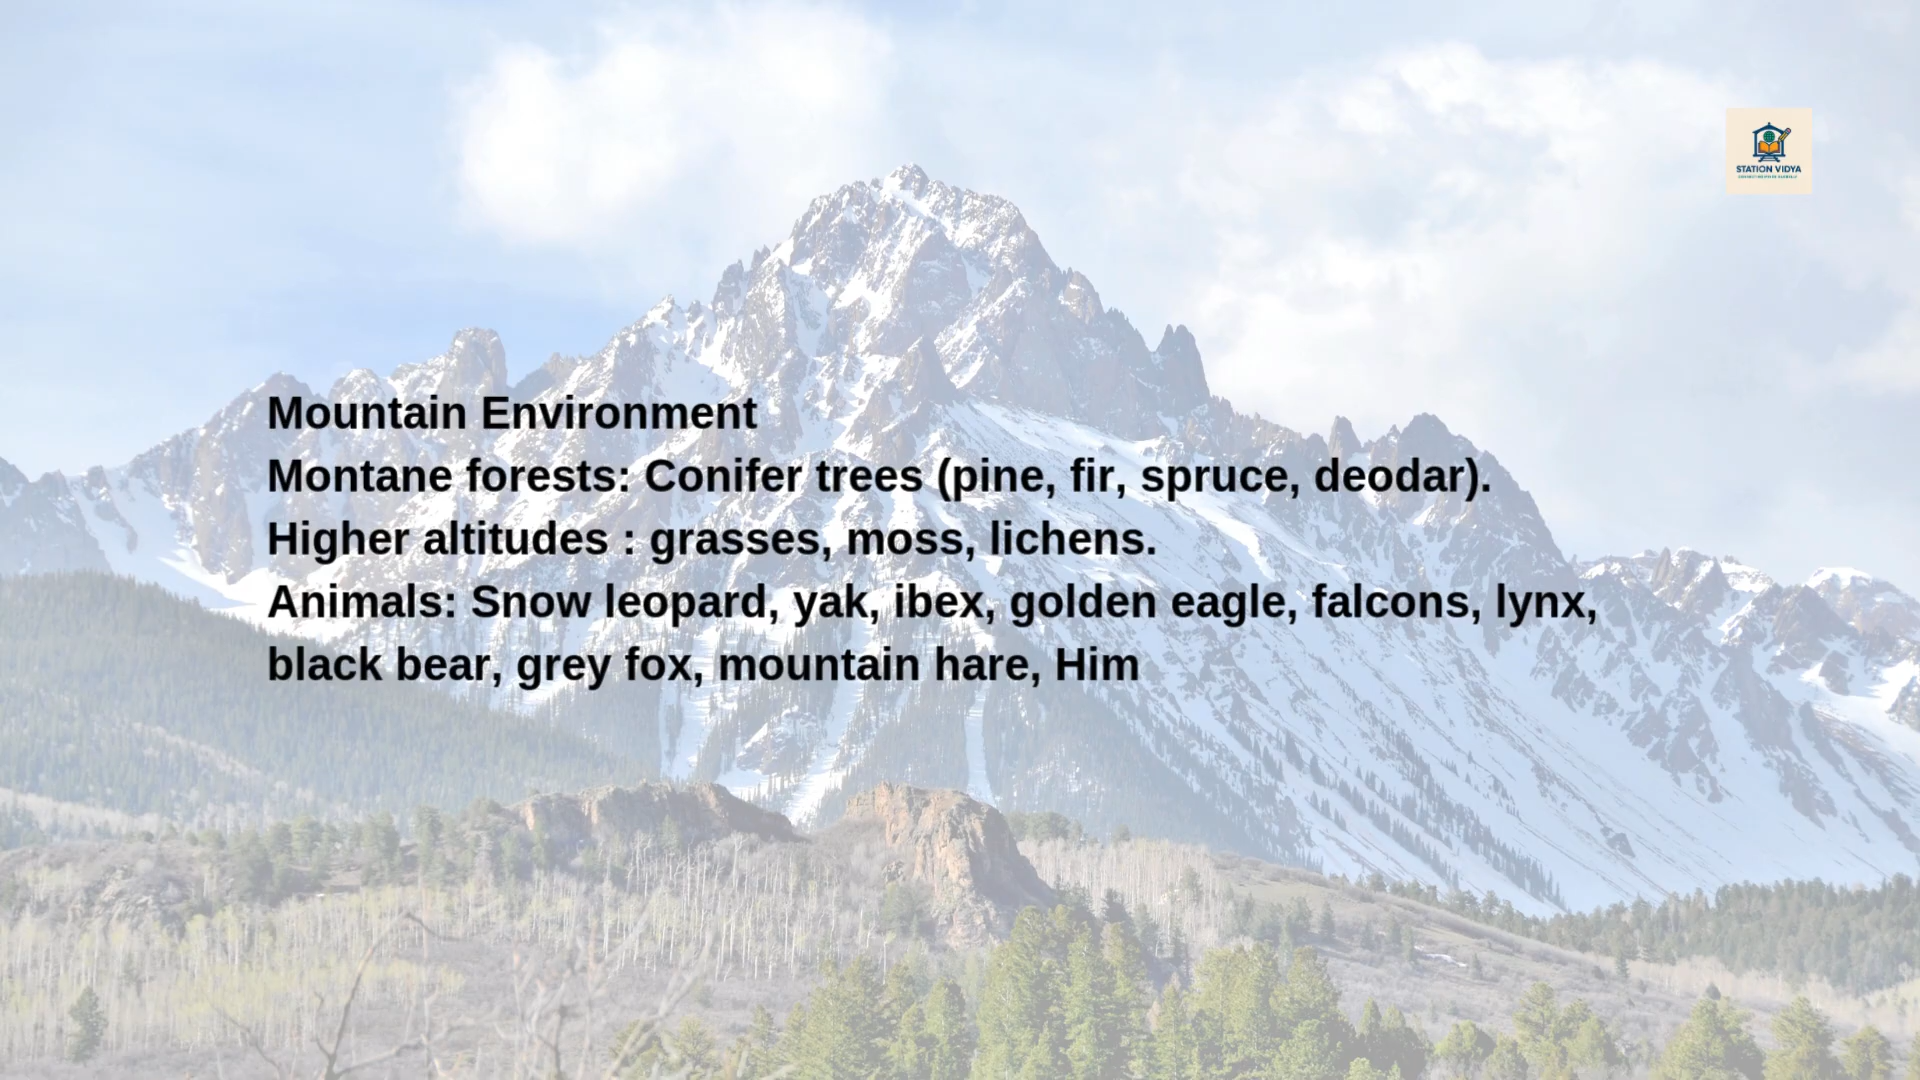 STATION VIDYA
Mountain Environment
Montane forests: Conifer trees (pine, fir, spruce, deodar).
Higher altitudes : grasses, moss, lichens.
Animals: Snow leopard, yak, ibex, golden eagle, falcons, lynx,
black bear, grey fox, mountain hare, Him